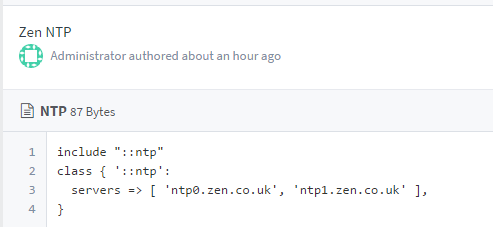 Zen NTP
Administrator authored about an hour ago
NTP 87 Bytes
1 include "::ntp"
2 class { '::ntp':
3   servers => [ 'ntp0.zen.co.uk', 'ntp1.zen.co.uk' ],
4 }